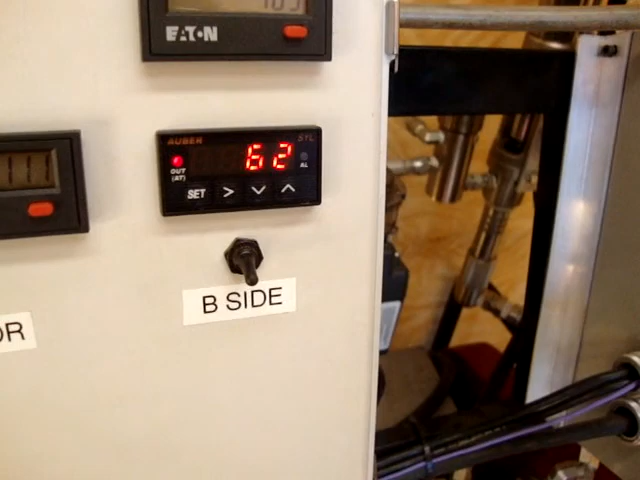 EATON
AUBER SYL
62
OUT
(AT)
AL
SET > ∨ ∧
B SIDE
OR